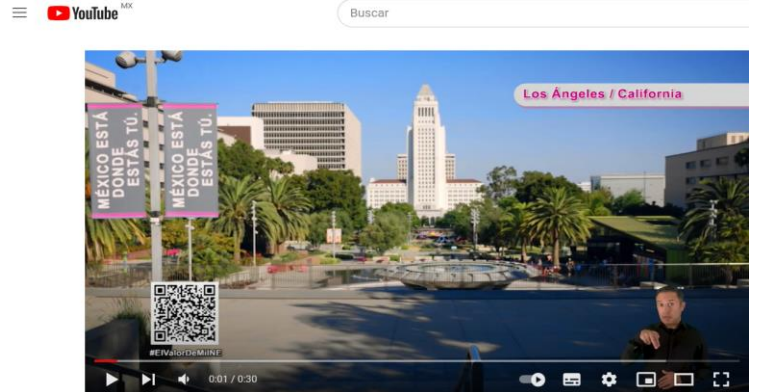 YouTube MX
Buscar
Los Ángeles / California
MÉXICO ESTÁ
DONDE
ESTÁS TÚ.
MÉXICO ESTÁ
DONDE
ESTÁS TÚ.
#ElValorDeMiINE
0:01 / 0:30